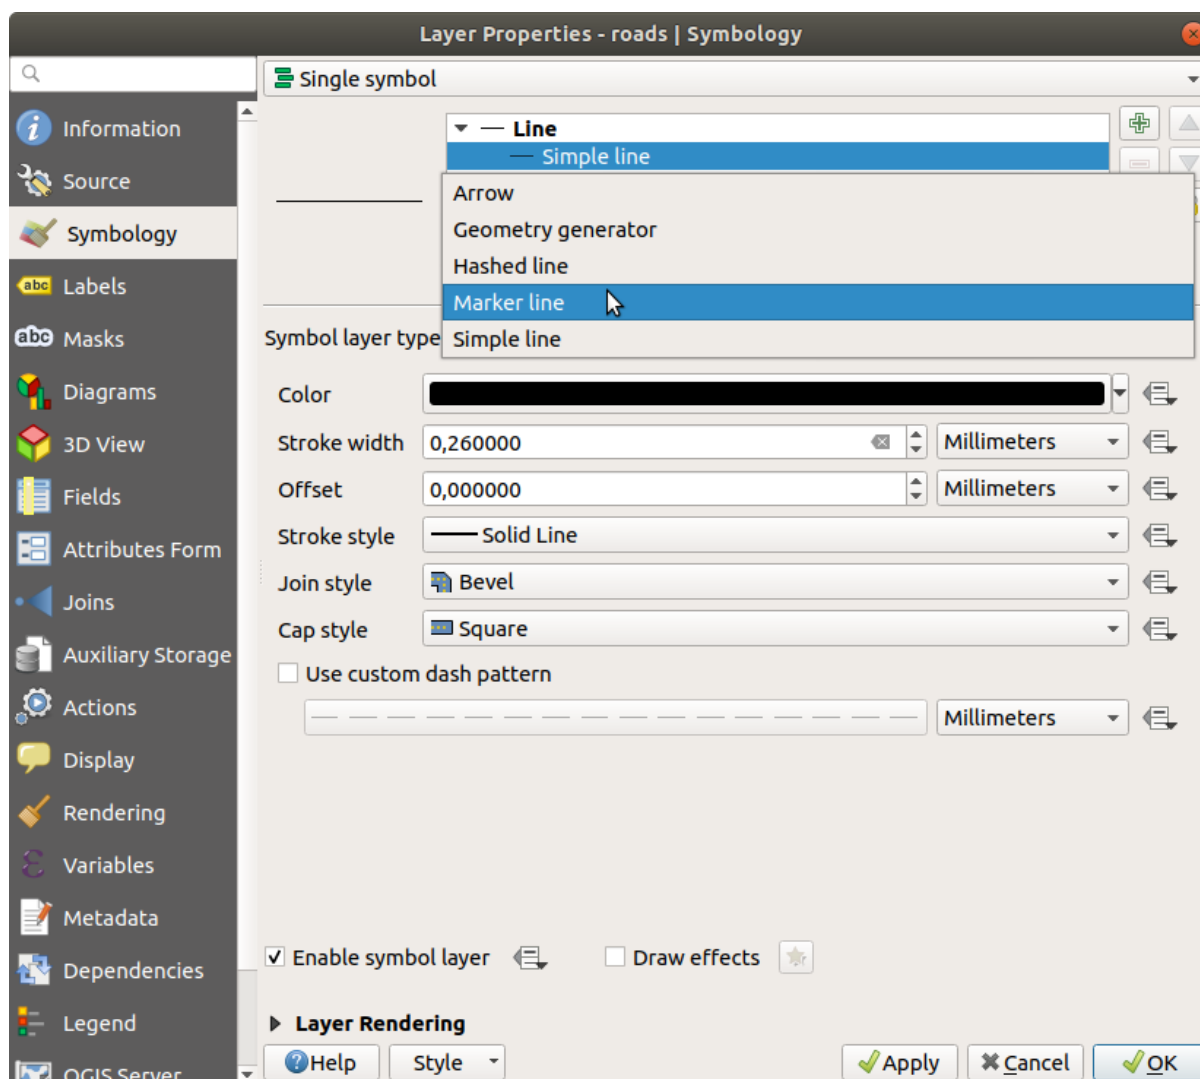 Layer Properties - roads | Symbology
Single symbol
Information
Source
Symbology
abc Labels
abc Masks
Diagrams
3D View
Fields
Attributes Form
Joins
Auxiliary Storage
Actions
Display
Rendering
Variables
Metadata
Dependencies
Legend
QGIS Server
Line
Simple line
Arrow
Geometry generator
Hashed line
Marker line
Simple line
Symbol layer type
Color
Stroke width 0,260000 Millimeters
Offset 0,000000 Millimeters
Stroke style Solid Line
Join style Bevel
Cap style Square
Use custom dash pattern
Millimeters
Enable symbol layer Draw effects
Layer Rendering
Help Style Apply Cancel OK